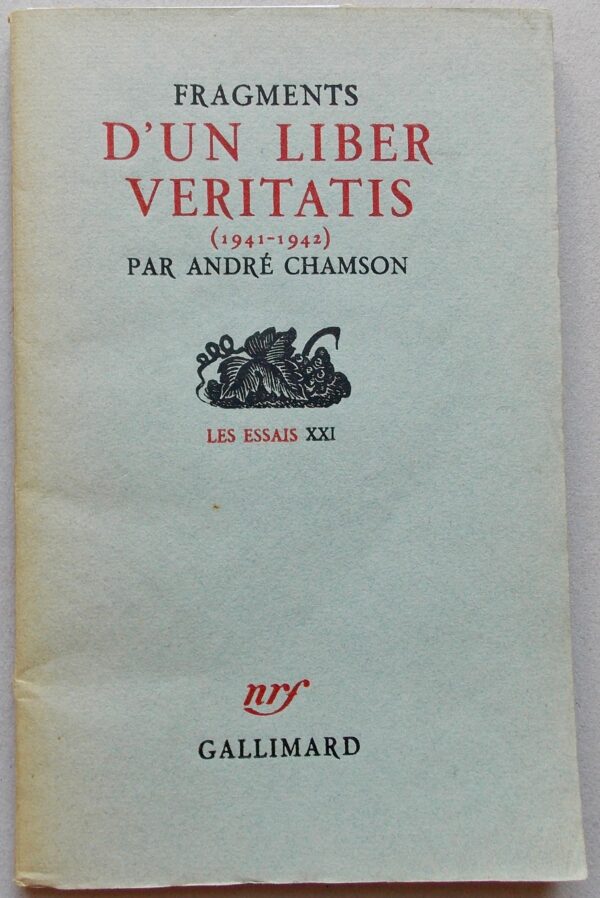 FRAGMENTS
D'UN LIBER
VERITATIS
(1941-1942)
PAR ANDRÉ CHAMSON
LES ESSAIS XXI
nrf
GALLIMARD